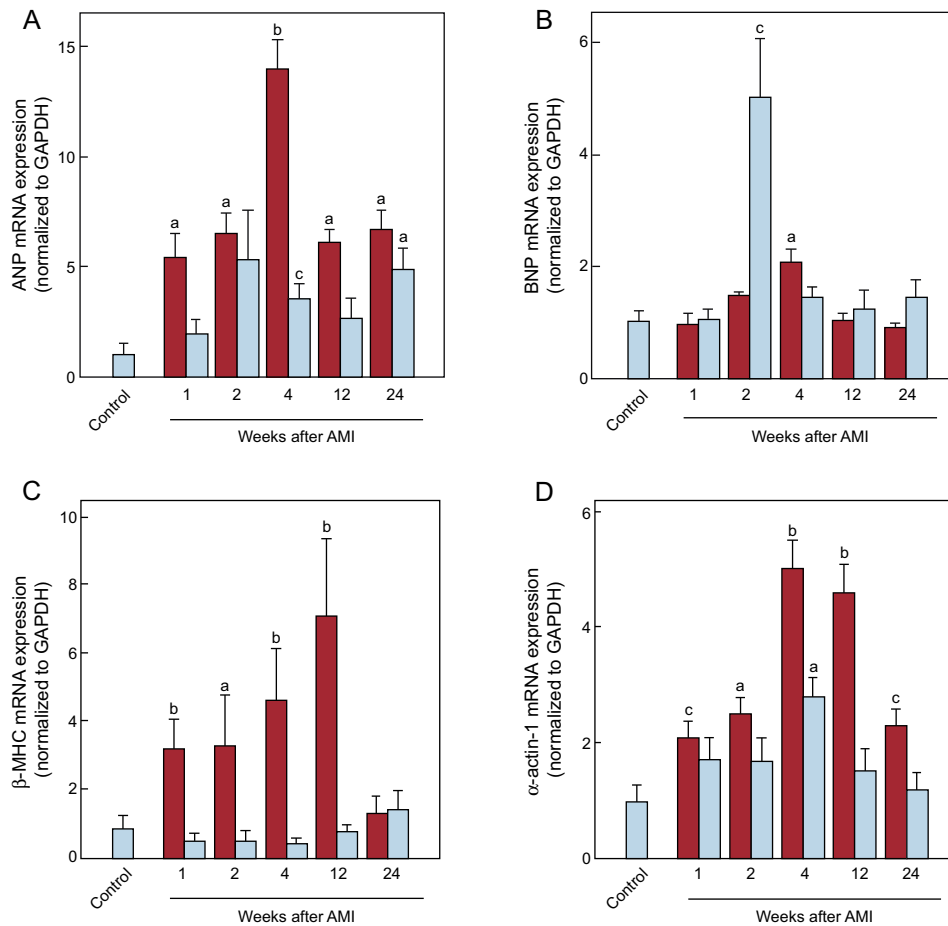 A
ANP mRNA expression
(normalized to GAPDH)
15
10
5
0
a
a
b
c
a
a
a
Control
1
2
4
12
24
Weeks after AMI
B
BNP mRNA expression
(normalized to GAPDH)
6
4
2
0
c
a
Control
1
2
4
12
24
Weeks after AMI
C
β-MHC mRNA expression
(normalized to GAPDH)
10
8
6
4
2
0
b
a
b
b
Control
1
2
4
12
24
Weeks after AMI
D
α-actin-1 mRNA expression
(normalized to GAPDH)
6
4
2
0
c
a
b
a
b
c
Control
1
2
4
12
24
Weeks after AMI